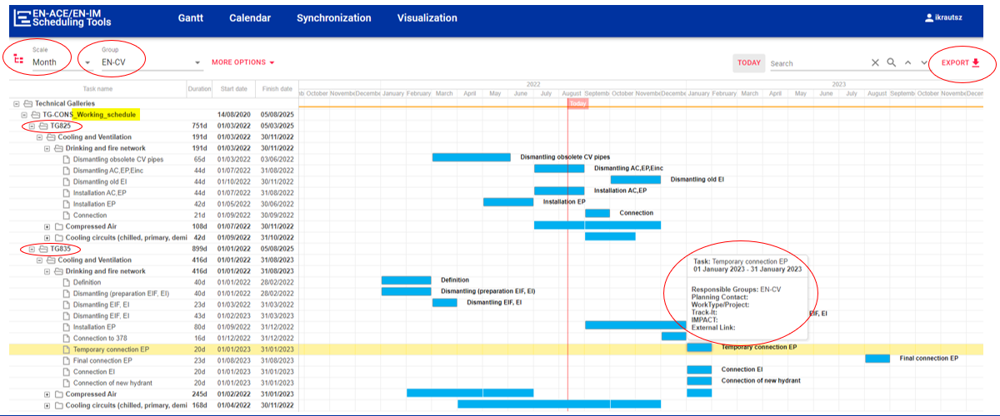 EN-ACE/EN-IM
Scheduling Tools
Gantt Calendar Synchronization Visualization ikrautsz
Scale Month Group EN-CV MORE OPTIONS TODAY Search EXPORT
Task name Duration Start date Finish date
2022 2023
October November December January February March April May June July August September October November December January February March April May June July August September October November
Today
Technical Galleries
TG-CONS_Working_schedule 14/08/2020 05/08/2025
TG825 751d 01/03/2022 05/03/2025
Cooling and Ventilation 191d 01/03/2022 30/11/2022
Drinking and fire network 191d 01/03/2022 30/11/2022
Dismantling obsolete CV pipes 65d 01/03/2022 03/06/2022 Dismantling obsolete CV pipes
Dismantling AC,EP,Einc 44d 01/07/2022 31/08/2022 Dismantling AC,EP,Einc
Dismantling old EI 44d 01/10/2022 30/11/2022 Dismantling old EI
Installation AC,EP 44d 01/07/2022 31/08/2022 Installation AC,EP
Installation EP 42d 01/05/2022 30/06/2022 Installation EP
Connection 21d 01/09/2022 30/09/2022 Connection
Compressed Air 108d 01/07/2022 30/11/2022
Cooling circuits (chilled, primary, demi 42d 01/09/2022 31/10/2022
TG835 899d 01/01/2022 05/08/2025
Cooling and Ventilation 416d 01/01/2022 31/08/2023
Drinking and fire network 416d 01/01/2022 31/08/2023
Definition 40d 01/01/2022 28/02/2022 Definition
Dismantling (preparation EIF, EI) 40d 01/01/2022 28/02/2022 Dismantling (preparation EIF, EI)
Dismantling EIF, EI 23d 01/03/2022 31/03/2022 Dismantling EIF, EI
Dismantling EIF, EI 43d 01/02/2023 31/03/2023 EIF, EI
Installation EP 80d 01/09/2022 31/12/2022
Connection to 378 16d 01/12/2022 31/12/2022
Temporary connection EP 20d 01/01/2023 31/01/2023 Temporary connection EP
Final connection EP 23d 01/08/2023 31/08/2023 Final connection EP
Connection EI 20d 01/01/2023 31/01/2023 Connection EI
Connection of new hydrant 20d 01/01/2023 31/01/2023 Connection of new hydrant
Compressed Air 245d 01/02/2022 31/01/2023
Cooling circuits (chilled, primary, demi 168d 01/04/2022 30/11/2022
Task: Temporary connection EP
01 January 2023 - 31 January 2023
Responsible Groups: EN-CV
Planning Contact:
WorkType/Project:
Track-It:
IMPACT:
External Link: